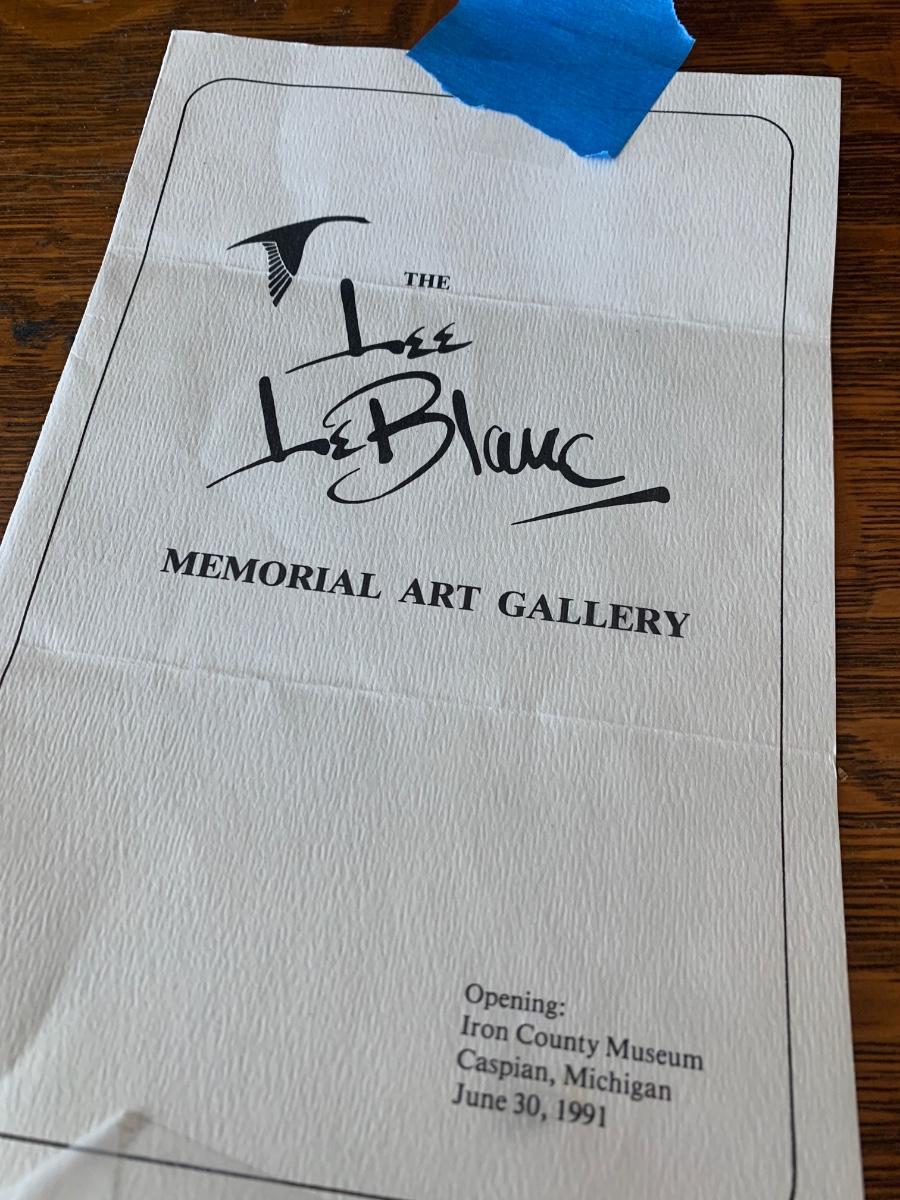 THE
Lee
LeBlanc
MEMORIAL ART GALLERY
Opening:
Iron County Museum
Caspian, Michigan
June 30, 1991